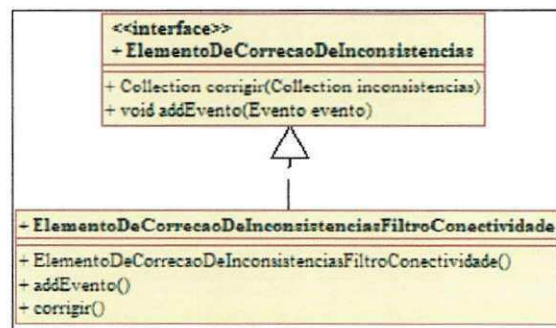 <<interface>>
+ ElementoDeCorrecaoDeInconsistencias
+ Collection corrigir(Collection inconsistencias)
+ void addEvento(Evento evento)
+ ElementoDeCorrecaoDeInconsistenciasFiltroConectividade
+ ElementoDeCorrecaoDeInconsistenciasFiltroConectividade()
+ addEvento()
+ corrigir()